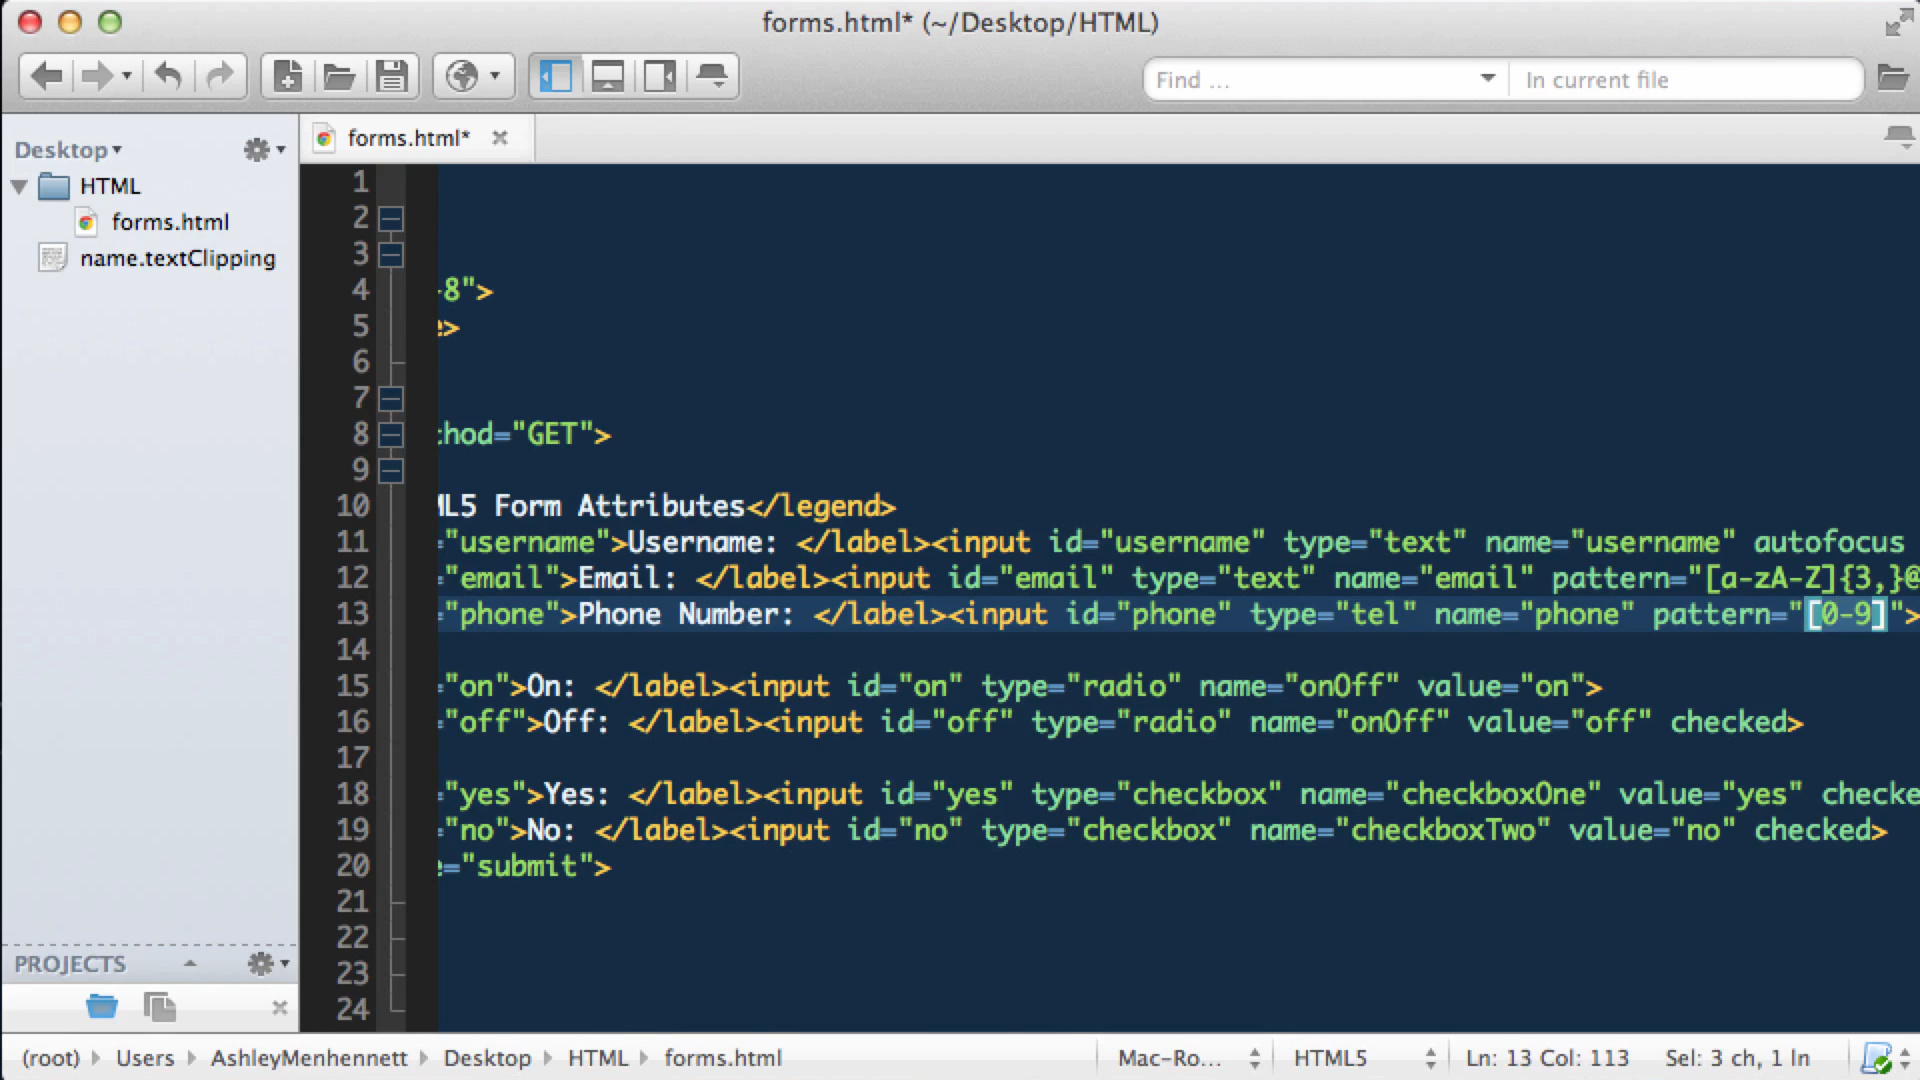 forms.html* (~/Desktop/HTML)
Find ...
In current file
Desktop
HTML
forms.html
name.textClipping
forms.html*
1
2
3
4 -8">
5 e>
6
7
8 thod="GET">
9
10 ML5 Form Attributes</legend>
11 ="username">Username: </label><input id="username" type="text" name="username" autofocus
12 ="email">Email: </label><input id="email" type="text" name="email" pattern="[a-zA-Z]{3,}@
13 ="phone">Phone Number: </label><input id="phone" type="tel" name="phone" pattern="[0-9]">
14
15 ="on">On: </label><input id="on" type="radio" name="onOff" value="on">
16 ="off">Off: </label><input id="off" type="radio" name="onOff" value="off" checked>
17
18 ="yes">Yes: </label><input id="yes" type="checkbox" name="checkboxOne" value="yes" checke
19 ="no">No: </label><input id="no" type="checkbox" name="checkboxTwo" value="no" checked>
20 e="submit">
21
22
23
24
PROJECTS
(root) Users AshleyMenhennett Desktop HTML forms.html
Mac-Ro... HTML5 Ln: 13 Col: 113 Sel: 3 ch, 1 ln